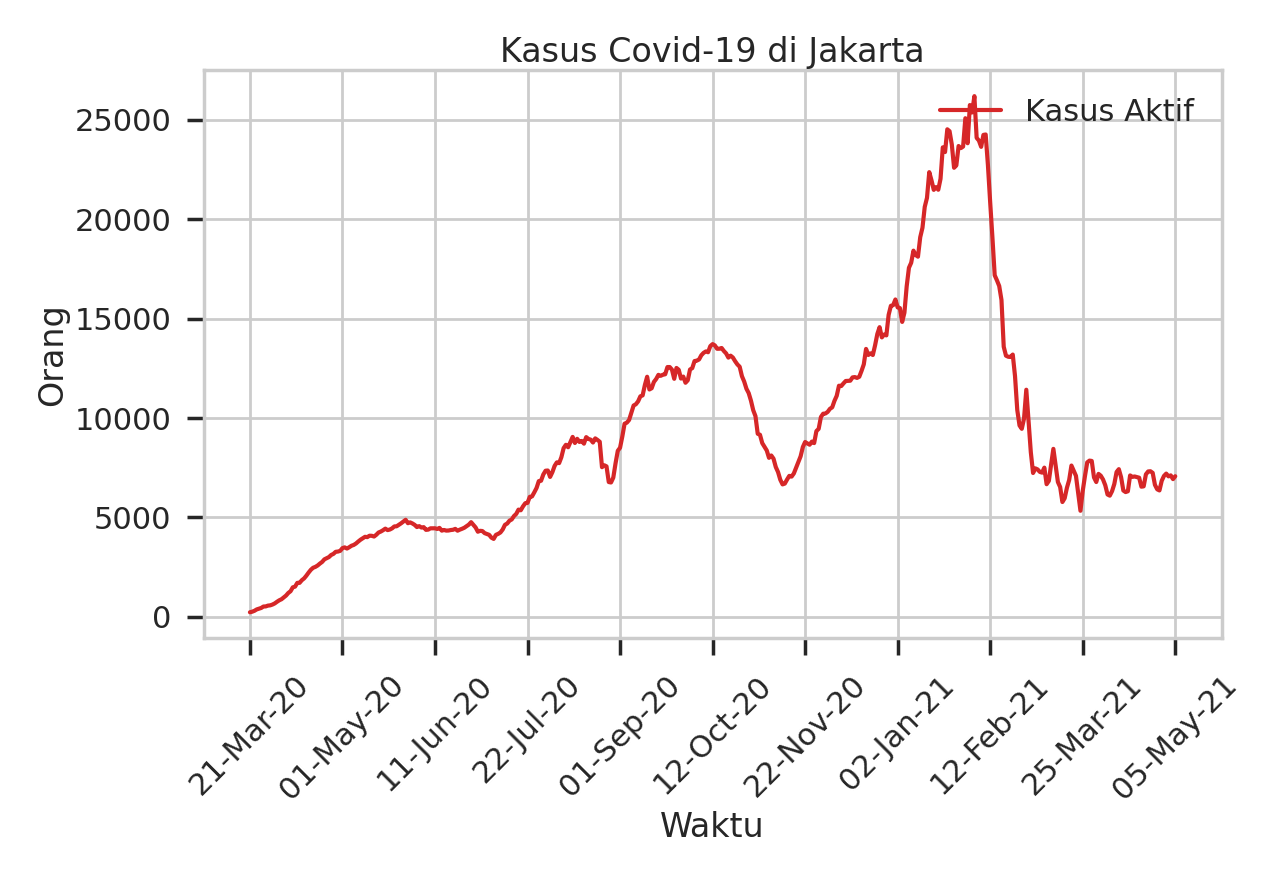 Kasus Covid-19 di Jakarta
Kasus Aktif
Orang
25000
20000
15000
10000
5000
0
21-Mar-20
01-May-20
11-Jun-20
22-Jul-20
01-Sep-20
12-Oct-20
22-Nov-20
02-Jan-21
12-Feb-21
25-Mar-21
05-May-21
Waktu